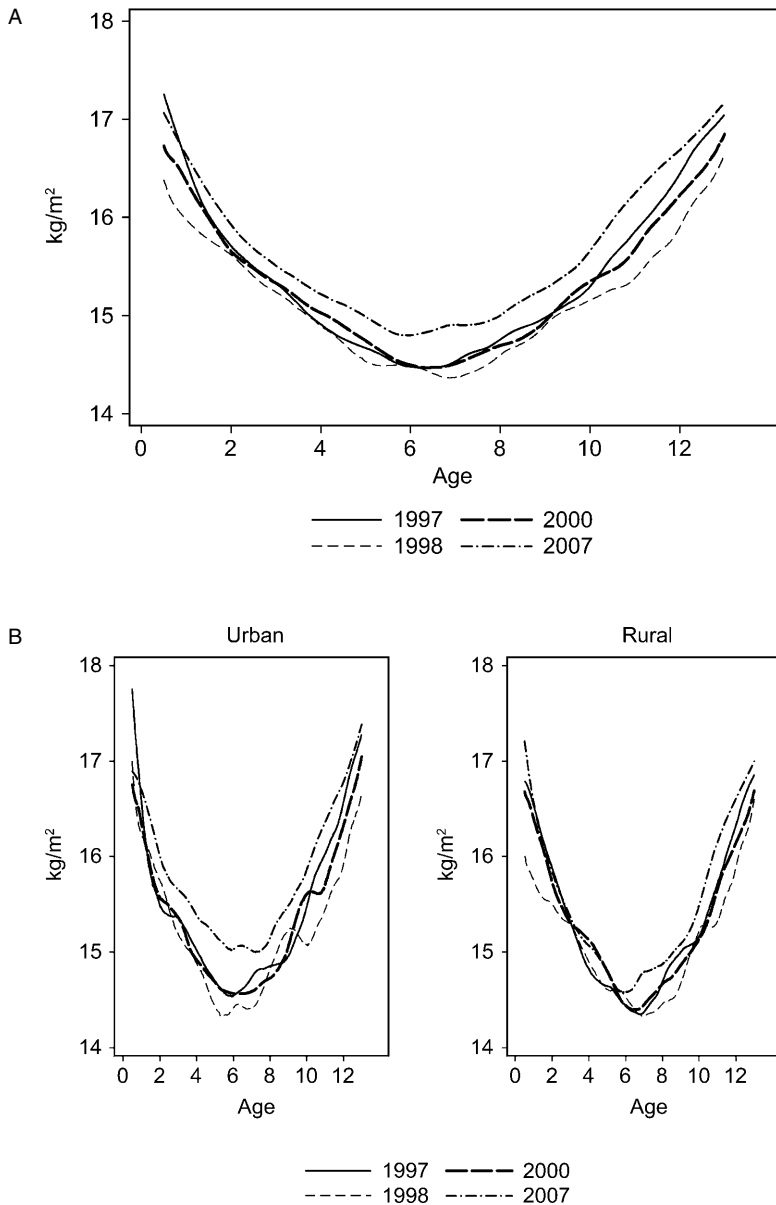 A
18
17
16
15
14
kg/m²
0 2 4 6 8 10 12
Age
1997 2000
1998 2007
B
Urban Rural
18 18
17 17
16 16
15 15
14 14
kg/m² kg/m²
0 2 4 6 8 10 12 0 2 4 6 8 10 12
Age Age
1997 2000
1998 2007